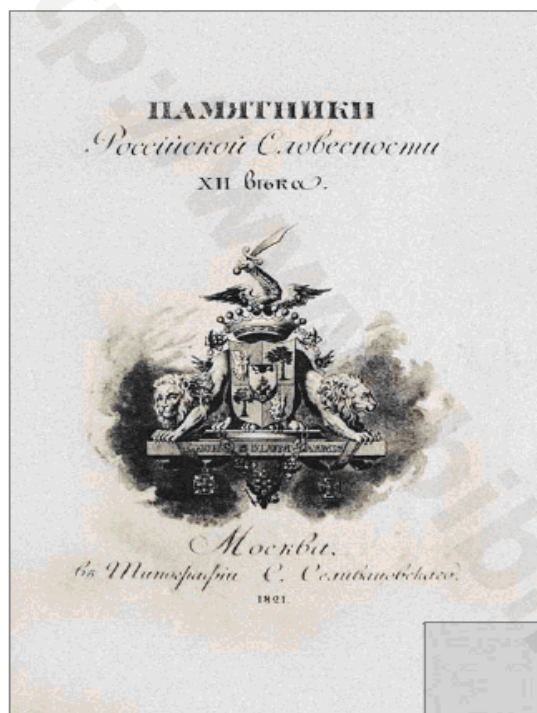 ПАМЯТНИКИ
Россійской Словесности
XII вѣка.
Москва.
въ Типографіи С. Селивановскаго.
1821.